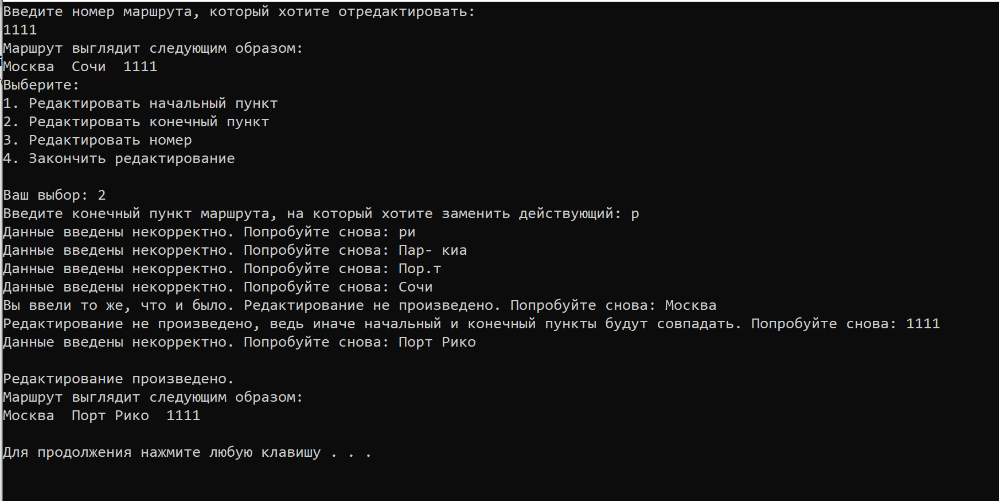 Введите номер маршрута, который хотите отредактировать:
1111
Маршрут выглядит следующим образом:
Москва  Сочи  1111
Выберите:
1. Редактировать начальный пункт
2. Редактировать конечный пункт
3. Редактировать номер
4. Закончить редактирование
Ваш выбор: 2
Введите конечный пункт маршрута, на который хотите заменить действующий: р
Данные введены некорректно. Попробуйте снова: ри
Данные введены некорректно. Попробуйте снова: Пар- киа
Данные введены некорректно. Попробуйте снова: Пор.т
Данные введены некорректно. Попробуйте снова: Сочи
Вы ввели то же, что и было. Редактирование не произведено. Попробуйте снова: Москва
Редактирование не произведено, ведь иначе начальный и конечный пункты будут совпадать. Попробуйте снова: 1111
Данные введены некорректно. Попробуйте снова: Порт Рико
Редактирование произведено.
Маршрут выглядит следующим образом:
Москва  Порт Рико  1111
Для продолжения нажмите любую клавишу . . .